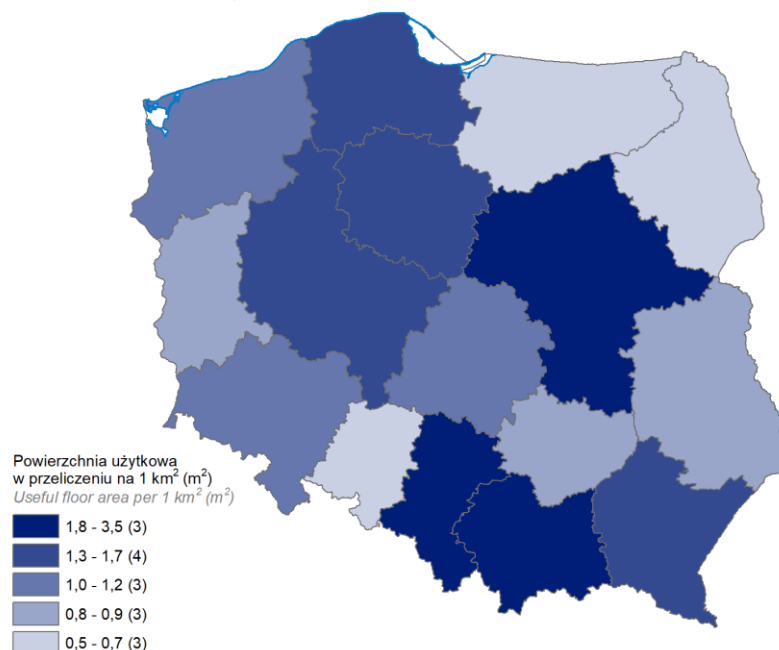 Powierzchnia użytkowa
w przeliczeniu na 1 km² (m²)
Useful floor area per 1 km² (m²)
1,8 - 3,5 (3)
1,3 - 1,7 (4)
1,0 - 1,2 (3)
0,8 - 0,9 (3)
0,5 - 0,7 (3)